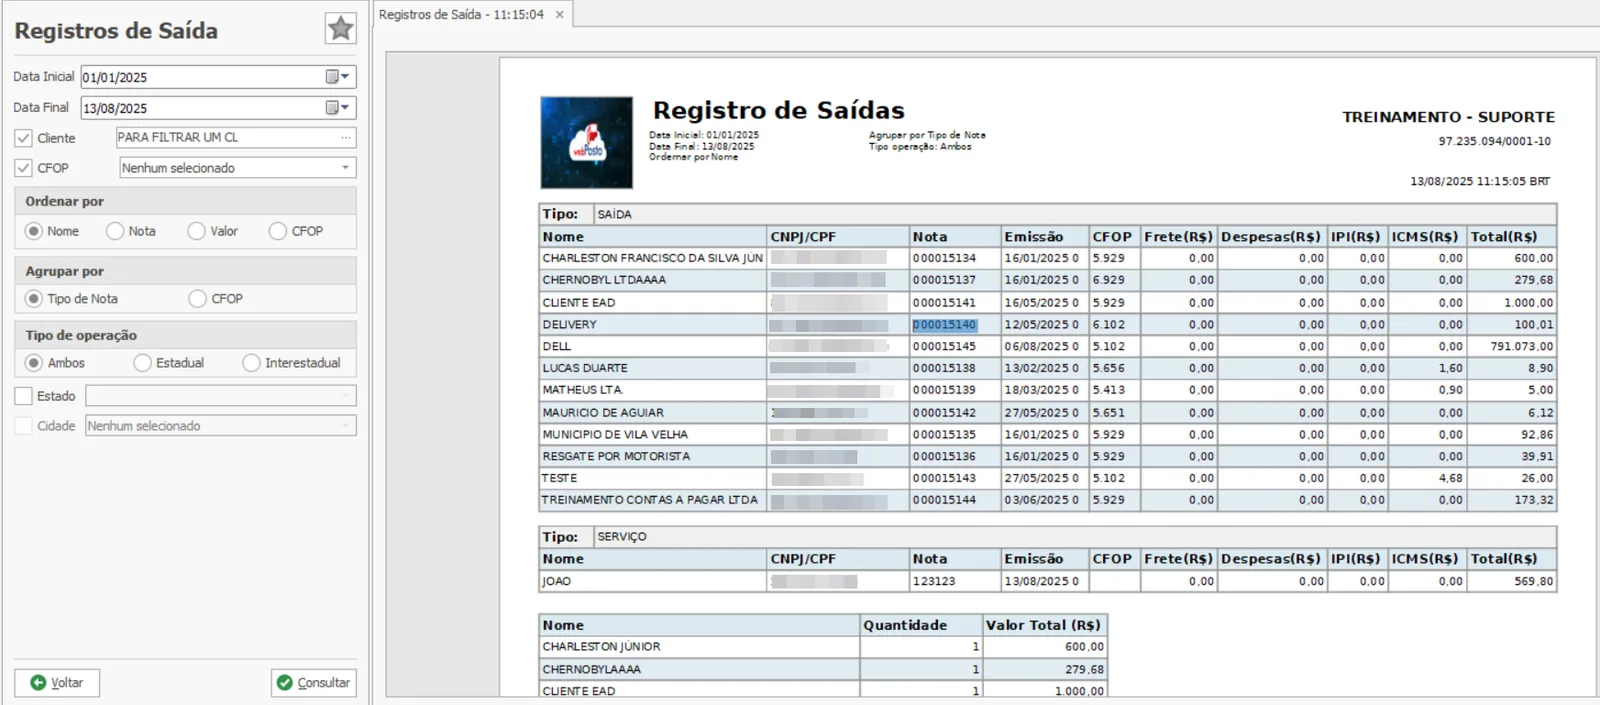 Registros de Saída
Data Inicial 01/01/2025
Data Final 13/08/2025
Cliente PARA FILTRAR UM CL ...
CFOP Nenhum selecionado
Ordenar por
Nome Nota Valor CFOP
Agrupar por
Tipo de Nota CFOP
Tipo de operação
Ambos Estadual Interestadual
Estado
Cidade Nenhum selecionado
Voltar Consultar
Registros de Saída - 11:15:04 ×
webPosto
Registro de Saídas
Data Inicial: 01/01/2025 Agrupar por Tipo de Nota
Data Final: 13/08/2025 Tipo operação: Ambos
Ordernar por Nome
TREINAMENTO - SUPORTE
97.235.094/0001-10
13/08/2025 11:15:05 BRT
Tipo: SAÍDA
Nome CNPJ/CPF Nota Emissão CFOP Frete(R$) Despesas(R$) IPI(R$) ICMS(R$) Total(R$)
CHARLESTON FRANCISCO DA SILVA JÚN 000015134 16/01/2025 0 5.929 0,00 0,00 0,00 0,00 600,00
CHERNOBYL LTDAAAA 000015137 16/01/2025 0 6.929 0,00 0,00 0,00 0,00 279,68
CLIENTE EAD 000015141 16/05/2025 0 5.929 0,00 0,00 0,00 0,00 1.000,00
DELIVERY 000015140 12/05/2025 0 6.102 0,00 0,00 0,00 0,00 100,01
DELL 000015145 06/08/2025 0 5.102 0,00 0,00 0,00 0,00 791.073,00
LUCAS DUARTE 000015138 13/02/2025 0 5.656 0,00 0,00 0,00 1,60 8,90
MATHEUS LTA. 000015139 18/03/2025 0 5.413 0,00 0,00 0,00 0,90 5,00
MAURICIO DE AGUIAR 000015142 27/05/2025 0 5.651 0,00 0,00 0,00 0,00 6,12
MUNICIPIO DE VILA VELHA 000015135 16/01/2025 0 5.929 0,00 0,00 0,00 0,00 92,86
RESGATE POR MOTORISTA 000015136 16/01/2025 0 5.929 0,00 0,00 0,00 0,00 39,91
TESTE 000015143 27/05/2025 0 5.102 0,00 0,00 0,00 4,68 26,00
TREINAMENTO CONTAS A PAGAR LTDA 000015144 03/06/2025 0 5.929 0,00 0,00 0,00 0,00 173,32
Tipo: SERVIÇO
Nome CNPJ/CPF Nota Emissão CFOP Frete(R$) Despesas(R$) IPI(R$) ICMS(R$) Total(R$)
JOAO 123123 13/08/2025 0 0,00 0,00 0,00 0,00 569,80
Nome Quantidade Valor Total (R$)
CHARLESTON JÚNIOR 1 600,00
CHERNOBYLAAAA 1 279,68
CLIENTE EAD 1 1.000,00